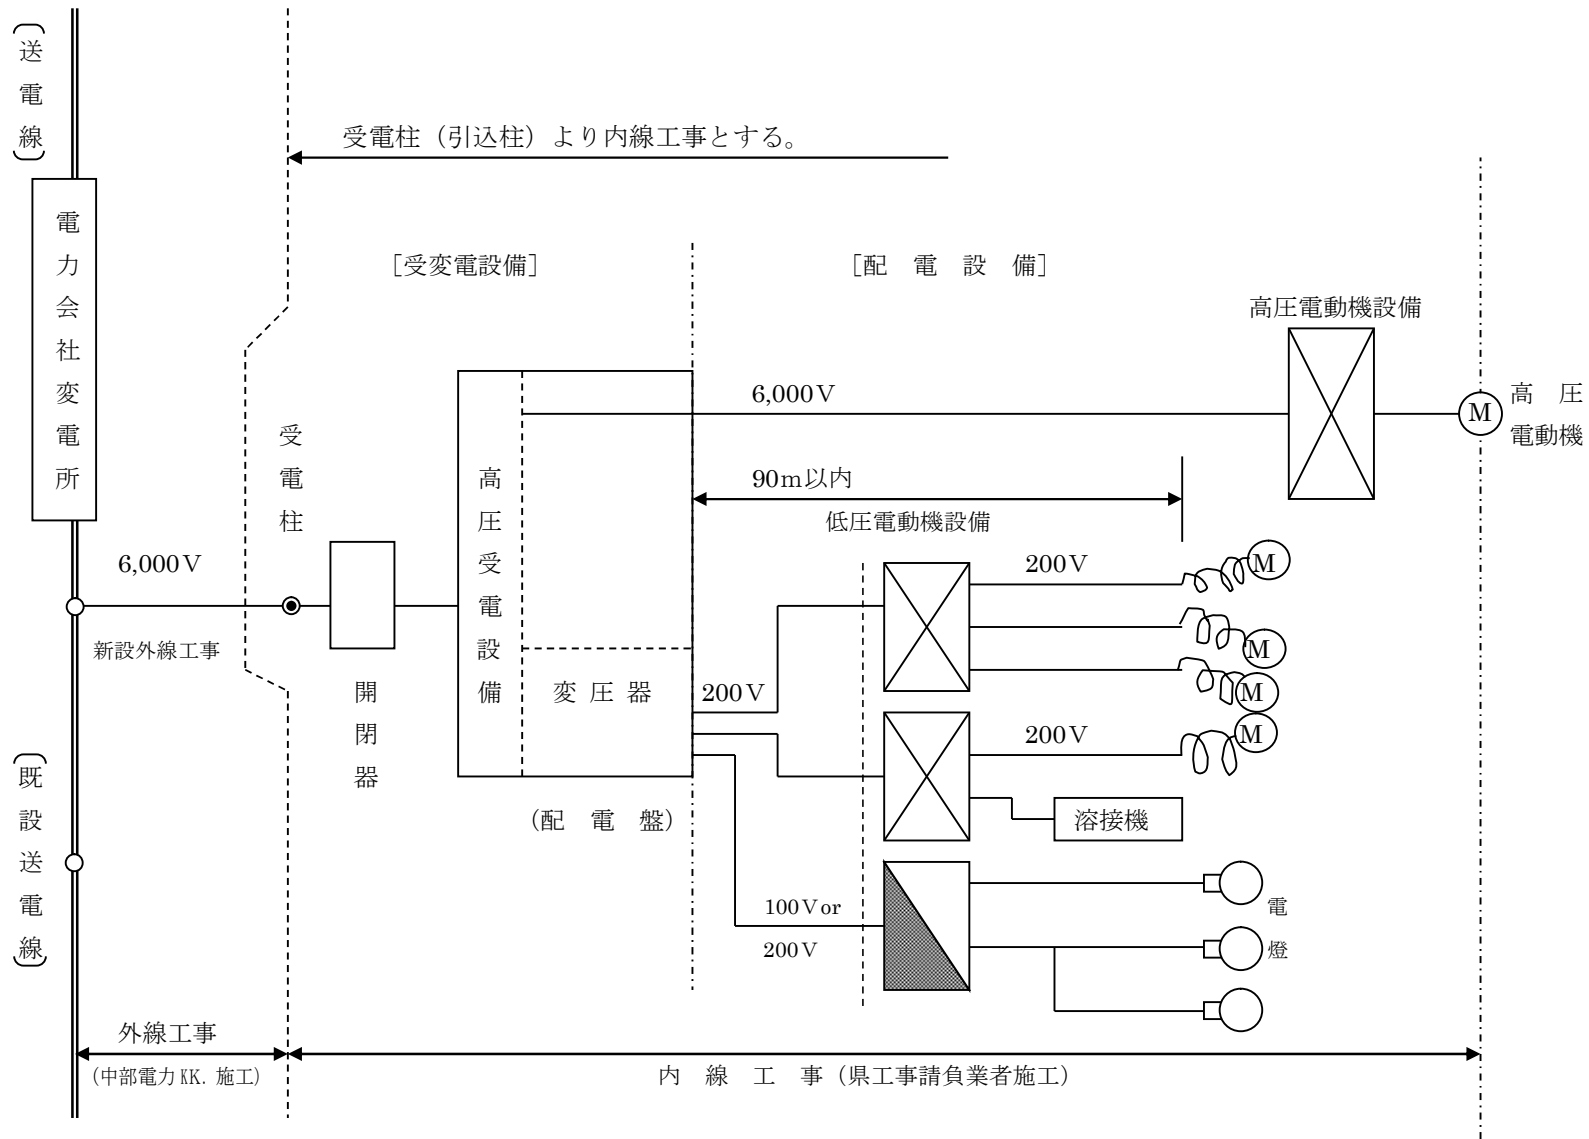 〔送電線〕
受電柱（引込柱）より内線工事とする。
電力会社変電所
［受変電設備］
［配　電　設　備］
高圧電動機設備
6,000V
M
高　圧
電動機
受電柱
高圧受電設備
90m以内
低圧電動機設備
6,000V
200V
M
新設外線工事
M
開閉器
変 圧 器
200V
M
200V
M
〔既設送電線〕
（配　電　盤）
溶接機
100Vor
200V
電
燈
外線工事
（中部電力KK. 施工）
内　線　工　事（県工事請負業者施工）